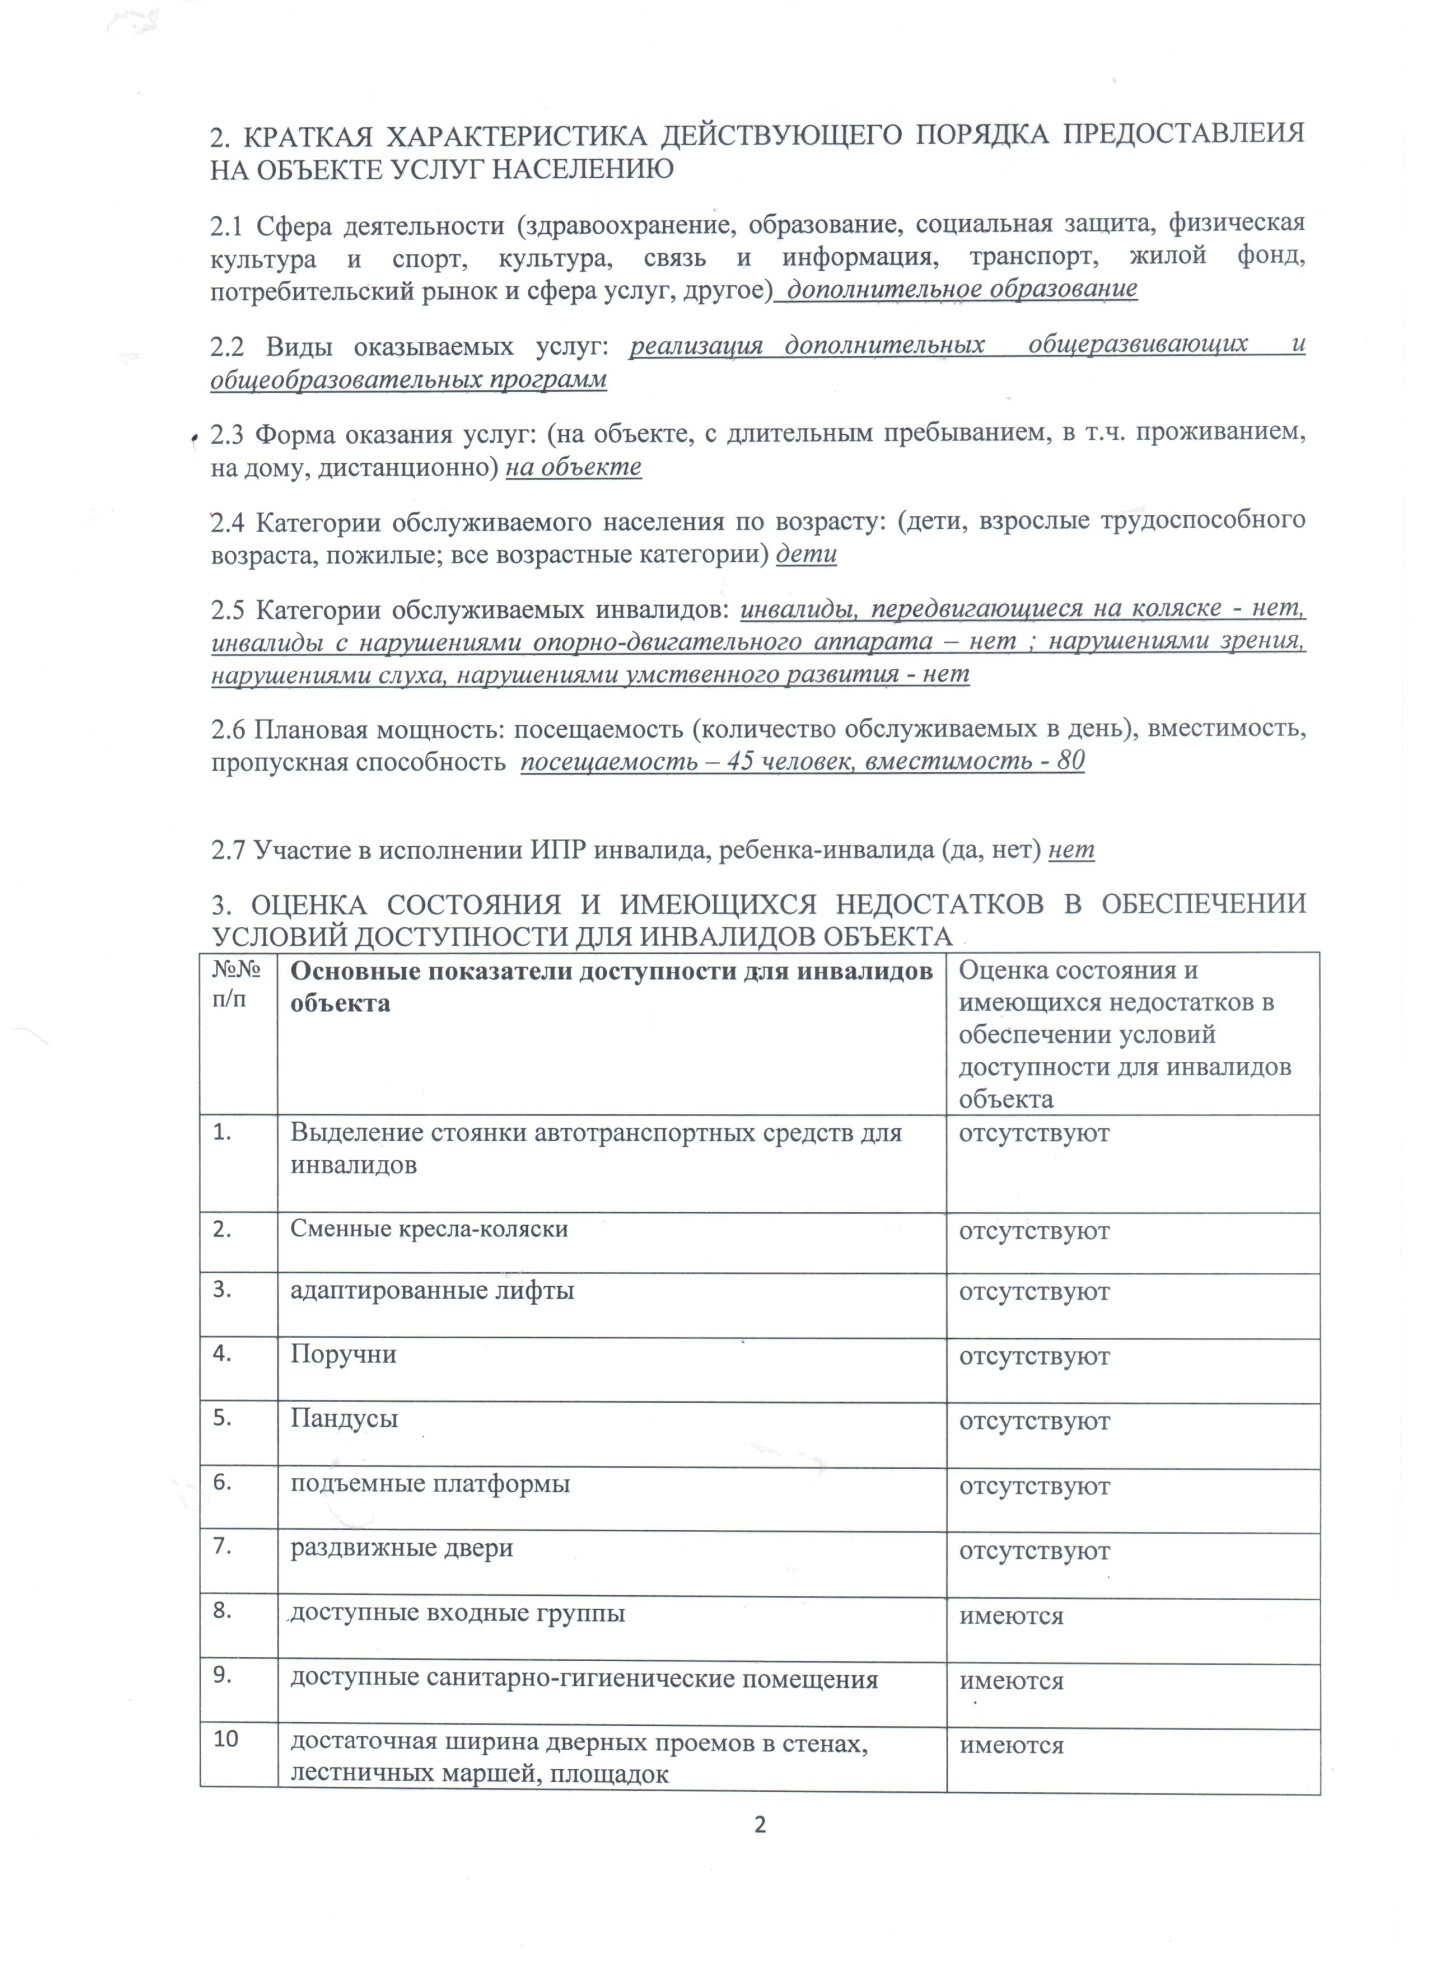 2. КРАТКАЯ ХАРАКТЕРИСТИКА ДЕЙСТВУЮЩЕГО ПОРЯДКА ПРЕДОСТАВЛЕИЯ
НА ОБЪЕКТЕ УСЛУГ НАСЕЛЕНИЮ
2.1 Сфера деятельности (здравоохранение, образование, социальная защита, физическая
культура и спорт, культура, связь и информация, транспорт, жилой фонд,
потребительский рынок и сфера услуг, другое) дополнительное образование
2.2 Виды оказываемых услуг: реализация дополнительных общеразвивающих и
общеобразовательных программ
2.3 Форма оказания услуг: (на объекте, с длительным пребыванием, в т.ч. проживанием,
на дому, дистанционно) на объекте
2.4 Категории обслуживаемого населения по возрасту: (дети, взрослые трудоспособного
возраста, пожилые; все возрастные категории) дети
2.5 Категории обслуживаемых инвалидов: инвалиды, передвигающиеся на коляске - нет,
инвалиды с нарушениями опорно-двигательного аппарата – нет ; нарушениями зрения,
нарушениями слуха, нарушениями умственного развития - нет
2.6 Плановая мощность: посещаемость (количество обслуживаемых в день), вместимость,
пропускная способность посещаемость – 45 человек, вместимость - 80
2.7 Участие в исполнении ИПР инвалида, ребенка-инвалида (да, нет) нет
3. ОЦЕНКА СОСТОЯНИЯ И ИМЕЮЩИХСЯ НЕДОСТАТКОВ В ОБЕСПЕЧЕНИИ
УСЛОВИЙ ДОСТУПНОСТИ ДЛЯ ИНВАЛИДОВ ОБЪЕКТА
№№
п/п
Основные показатели доступности для инвалидов
объекта
Оценка состояния и
имеющихся недостатков в
обеспечении условий
доступности для инвалидов
объекта
1.
Выделение стоянки автотранспортных средств для
инвалидов
отсутствуют
2.
Сменные кресла-коляски
отсутствуют
3.
адаптированные лифты
отсутствуют
4.
Поручни
отсутствуют
5.
Пандусы
отсутствуют
6.
подъемные платформы
отсутствуют
7.
раздвижные двери
отсутствуют
8.
доступные входные группы
имеются
9.
доступные санитарно-гигиенические помещения
имеются
10
достаточная ширина дверных проемов в стенах,
лестничных маршей, площадок
имеются
2